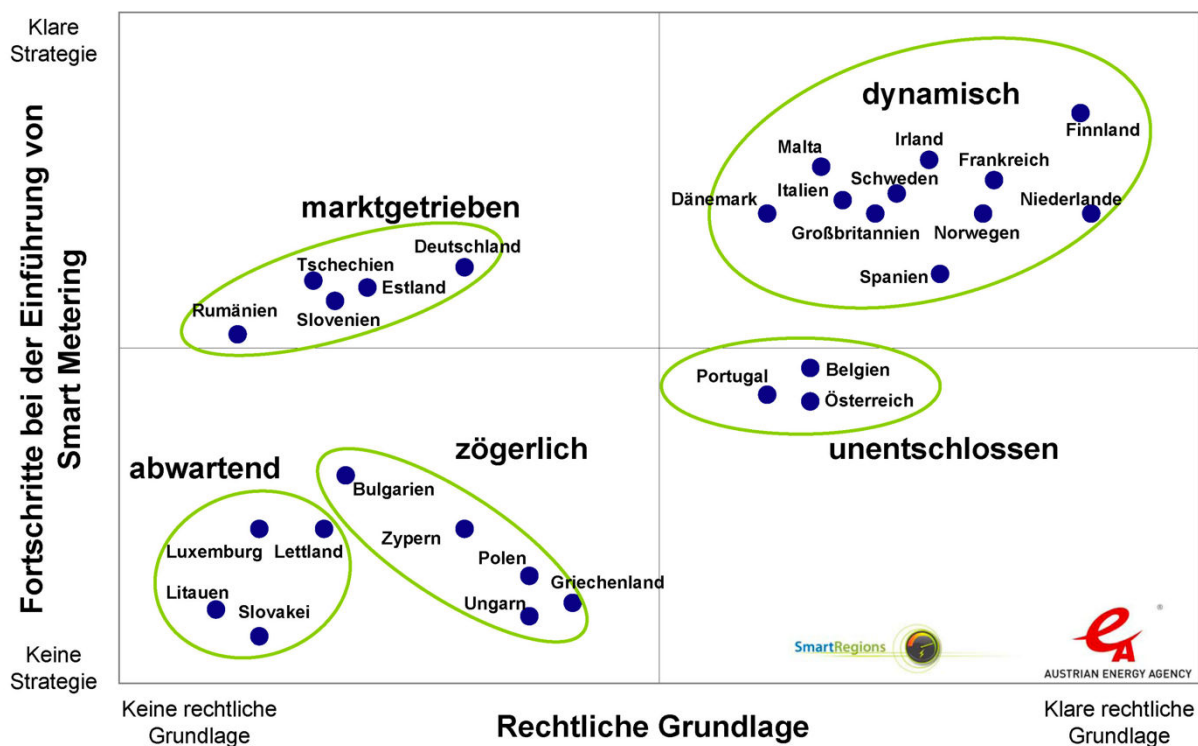 Klare
Strategie
Fortschritte bei der Einführung von
Smart Metering
Keine
Strategie
dynamisch
Finnland
Irland
Malta
Frankreich
Schweden
Italien
Dänemark
Niederlande
Großbritannien
Norwegen
Spanien
marktgetrieben
Deutschland
Tschechien
Estland
Rumänien
Slovenien
Portugal
Belgien
Österreich
unentschlossen
zögerlich
abwartend
Bulgarien
Zypern
Luxemburg
Lettland
Polen
Griechenland
Litauen
Ungarn
Slovakei
SmartRegions
eA
®
AUSTRIAN ENERGY AGENCY
Keine rechtliche
Grundlage
Rechtliche Grundlage
Klare rechtliche
Grundlage